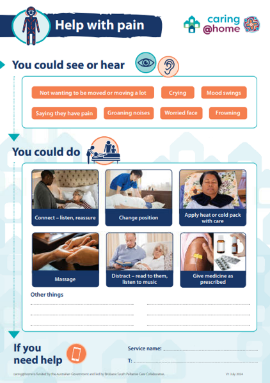 Help with pain
caring
@home
You could see or hear
Not wanting to be moved or moving a lot
Crying
Mood swings
Saying they have pain
Groaning noises
Worried face
Frowning
You could do
Connect – listen, reassure
Change position
Apply heat or cold pack
with care
Massage
Distract – read to them,
listen to music
Give medicine as
prescribed
Other things
If you
need help
Service name:
T: